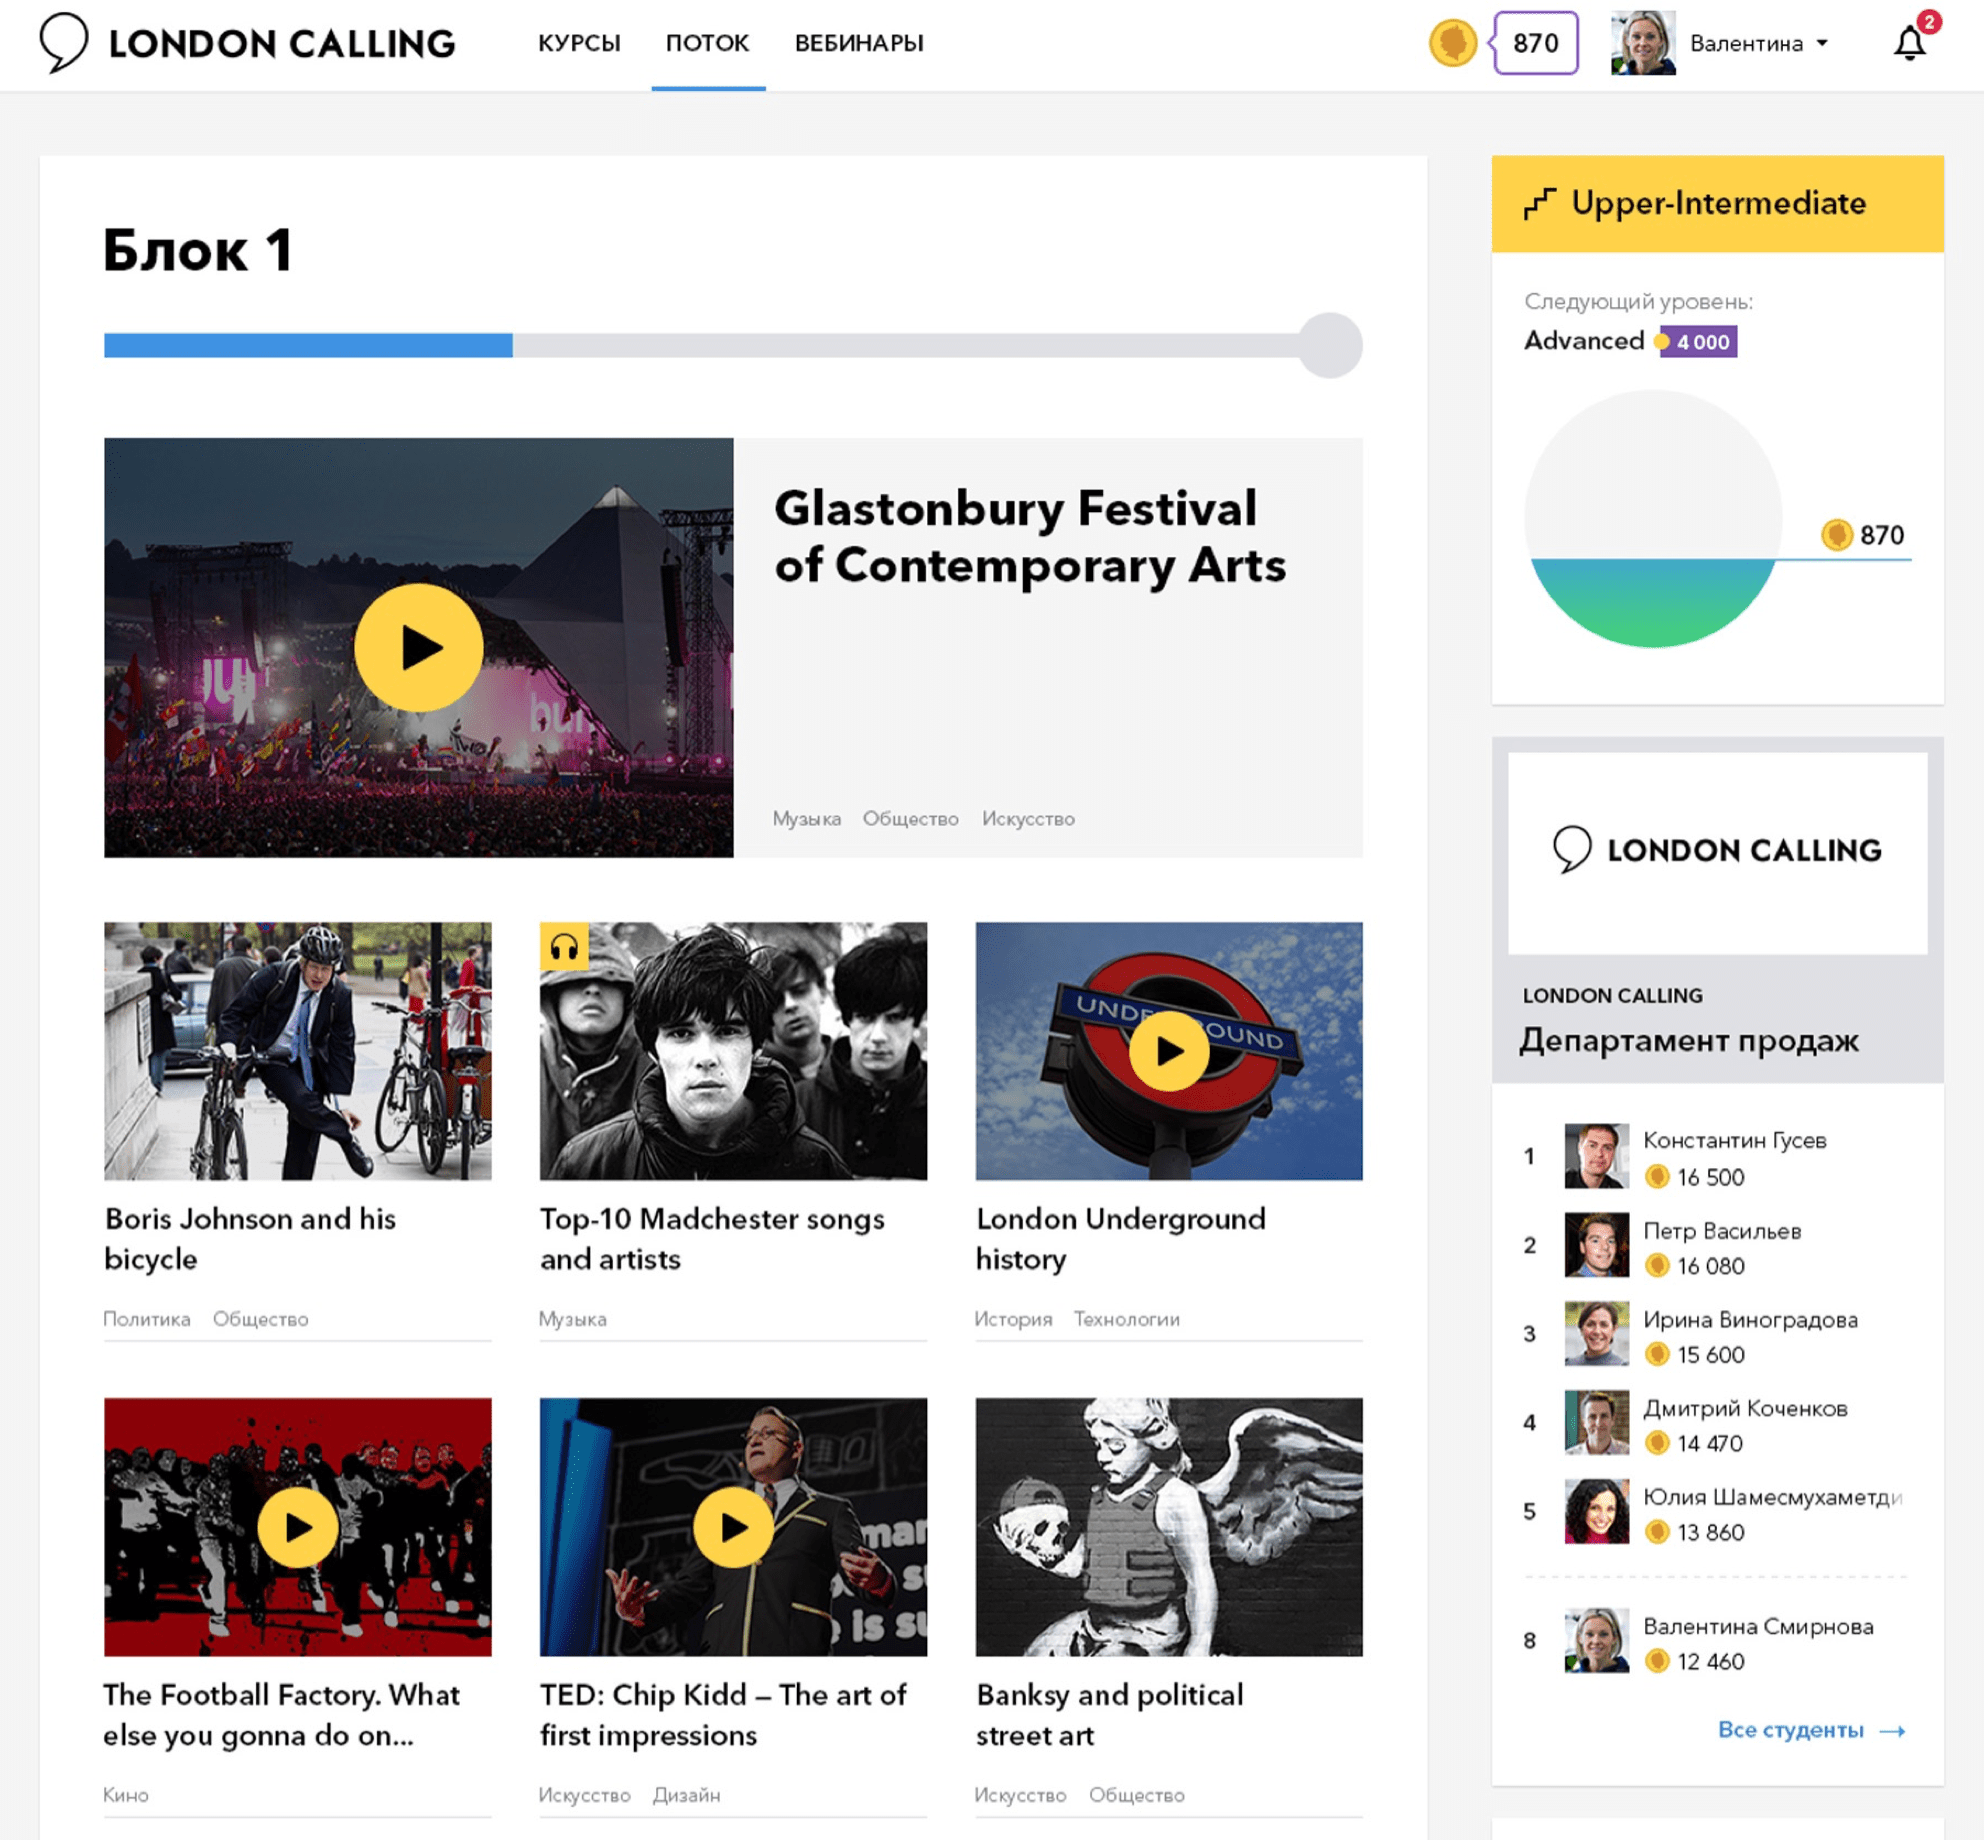 LONDON CALLING
КУРСЫ
ПОТОК
ВЕБИНАРЫ
870
Валентина
2
Блок 1
Glastonbury Festival
of Contemporary Arts
Музыка Общество Искусство
UNDERGROUND
Boris Johnson and his
bicycle
Политика Общество
Top-10 Madchester songs
and artists
Музыка
London Underground
history
История Технологии
The Football Factory. What
else you gonna do on...
Кино
TED: Chip Kidd – The art of
first impressions
Искусство Дизайн
Banksy and political
street art
Искусство Общество
Upper-Intermediate
Следующий уровень:
Advanced 4 000
870
LONDON CALLING
LONDON CALLING
Департамент продаж
1
Константин Гусев
16 500
2
Петр Васильев
16 080
3
Ирина Виноградова
15 600
4
Дмитрий Коченков
14 470
5
Юлия Шамесмухаметди
13 860
8
Валентина Смирнова
12 460
Все студенты →